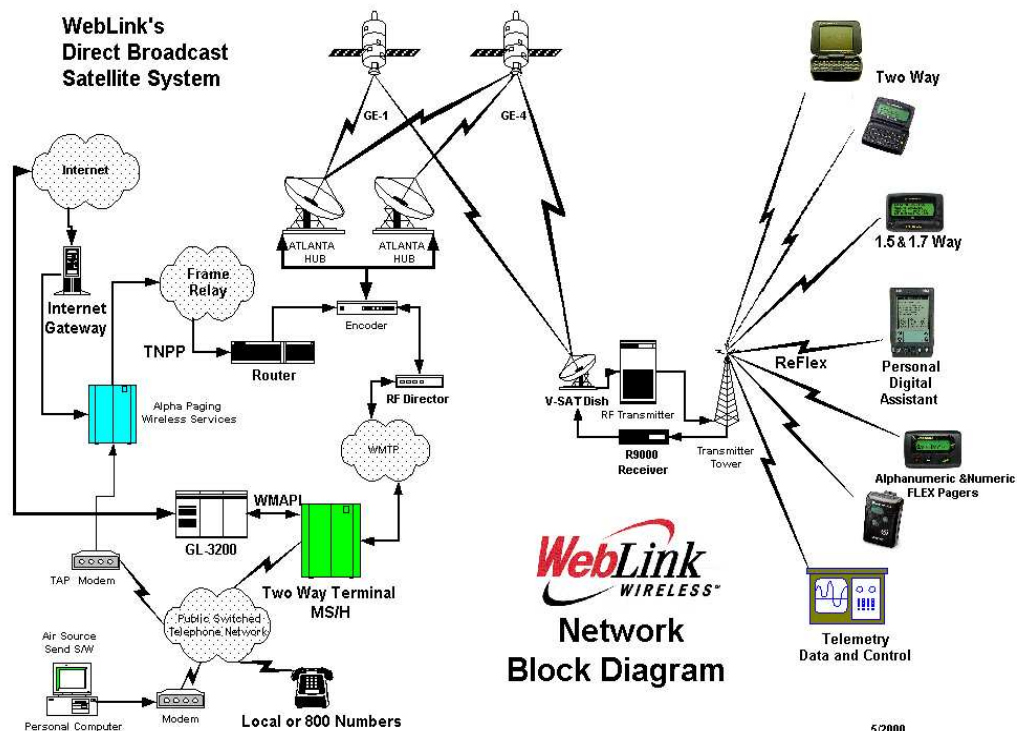 WebLink's
Direct Broadcast
Satellite System
GE-1
GE-4
Two Way
Internet
ATLANTA
HUB
ATLANTA
HUB
1.5 & 1.7 Way
Frame
Relay
Internet
Gateway
Encoder
TNPP
Router
RF Director
ReFlex
Personal
Digital
Assistant
V-SAT Dish
RF Transmitter
Alpha Paging
Wireless Services
WMTP
R9000
Receiver
Transmitter
Tower
Alphanumeric &Numeric
FLEX Pagers
WMAPI
GL-3200
Two Way Terminal
MS/H
TAP Modem
WebLink
WIRELESS℠
Public Switched
Telephone Network
Network
Block Diagram
Telemetry
Data and Control
Air Source
Send S/W
Personal Computer
Modem
Local or 800 Numbers
5/2000